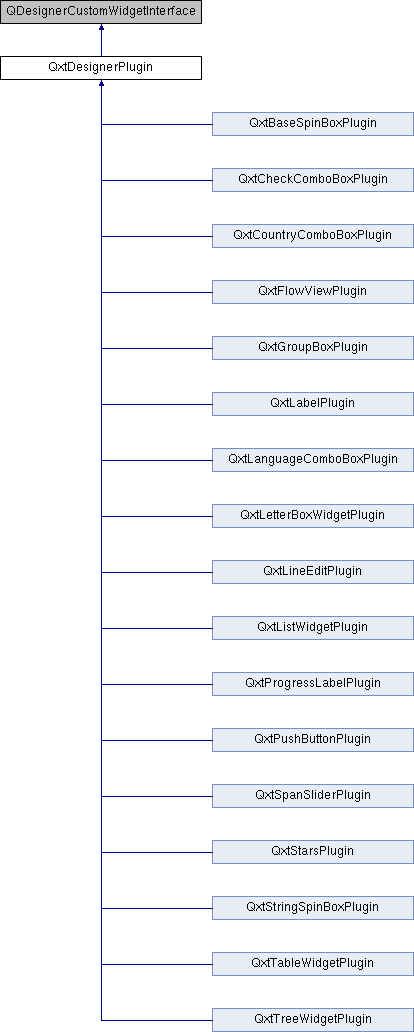 QDesignerCustomWidgetInterface
QxtDesignerPlugin
QxtBaseSpinBoxPlugin
QxtCheckComboBoxPlugin
QxtCountryComboBoxPlugin
QxtFlowViewPlugin
QxtGroupBoxPlugin
QxtLabelPlugin
QxtLanguageComboBoxPlugin
QxtLetterBoxWidgetPlugin
QxtLineEditPlugin
QxtListWidgetPlugin
QxtProgressLabelPlugin
QxtPushButtonPlugin
QxtSpanSliderPlugin
QxtStarsPlugin
QxtStringSpinBoxPlugin
QxtTableWidgetPlugin
QxtTreeWidgetPlugin